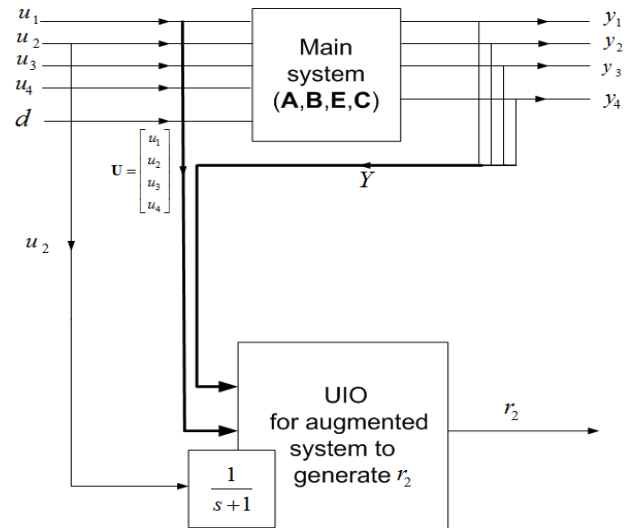 u₁
u₂
u₃
u₄
d
Main
system
(A,B,E,C)
y₁
y₂
y₃
y₄
U = [u₁
u₂
u₃
u₄]
Y
u₂
UIO
for augmented
system to
generate r₂
r₂
1
s+1